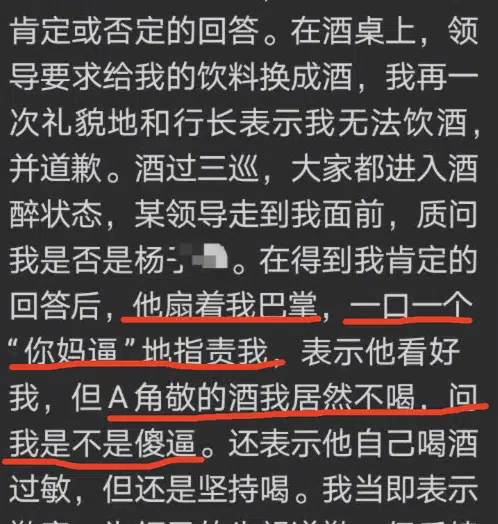 肯定或否定的回答。在酒桌上，领
导要求给我的饮料换成酒，我再一
次礼貌地和行长表示我无法饮酒，
并道歉。酒过三巡，大家都进入酒
醉状态，某领导走到我面前，质问
我是否是杨。在得到我肯定的
回答后，他扇着我巴掌，一口一个
“你妈逼”地指责我，表示他看好
我，但A角敬的酒我居然不喝，问
我是不是傻逼。还表示他自己喝酒
过敏，但还是坚持喝。我当即表示